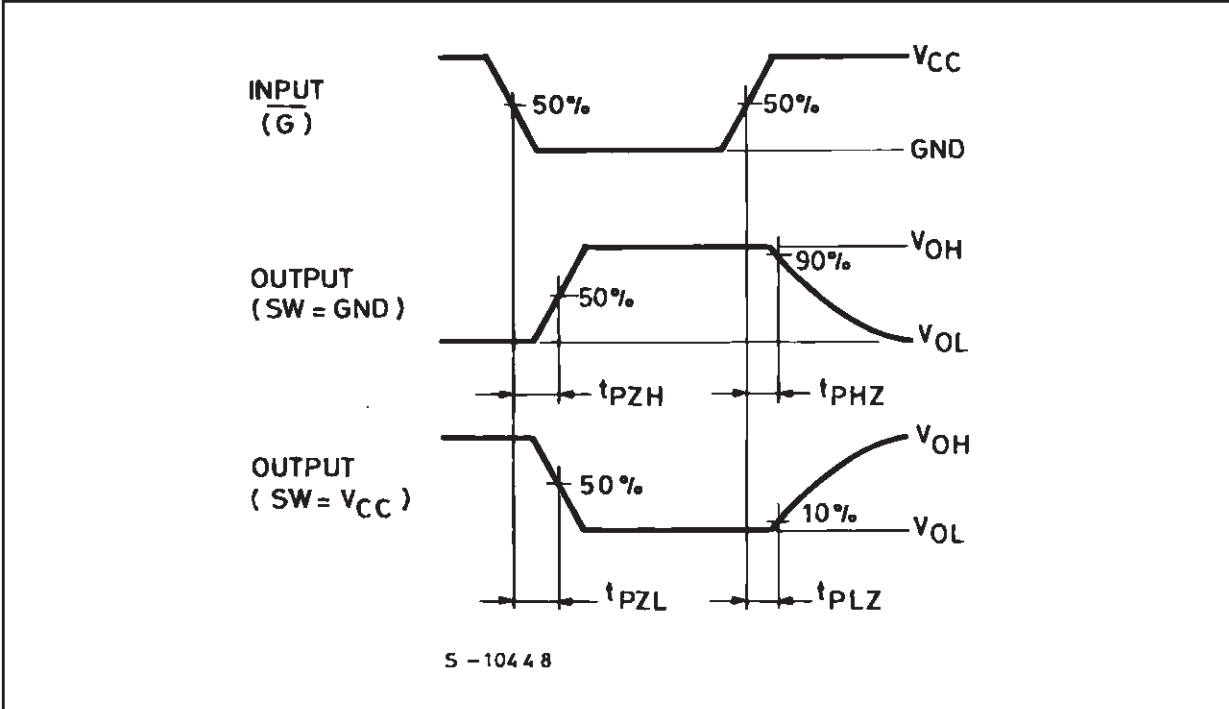 VCC
INPUT
(G)
50%
50%
GND
VOH
90%
OUTPUT
(SW = GND)
50%
VOL
tPZH
tPHZ
VOH
OUTPUT
(SW = VCC)
50%
10%
VOL
tPZL
tPLZ
S - 10448